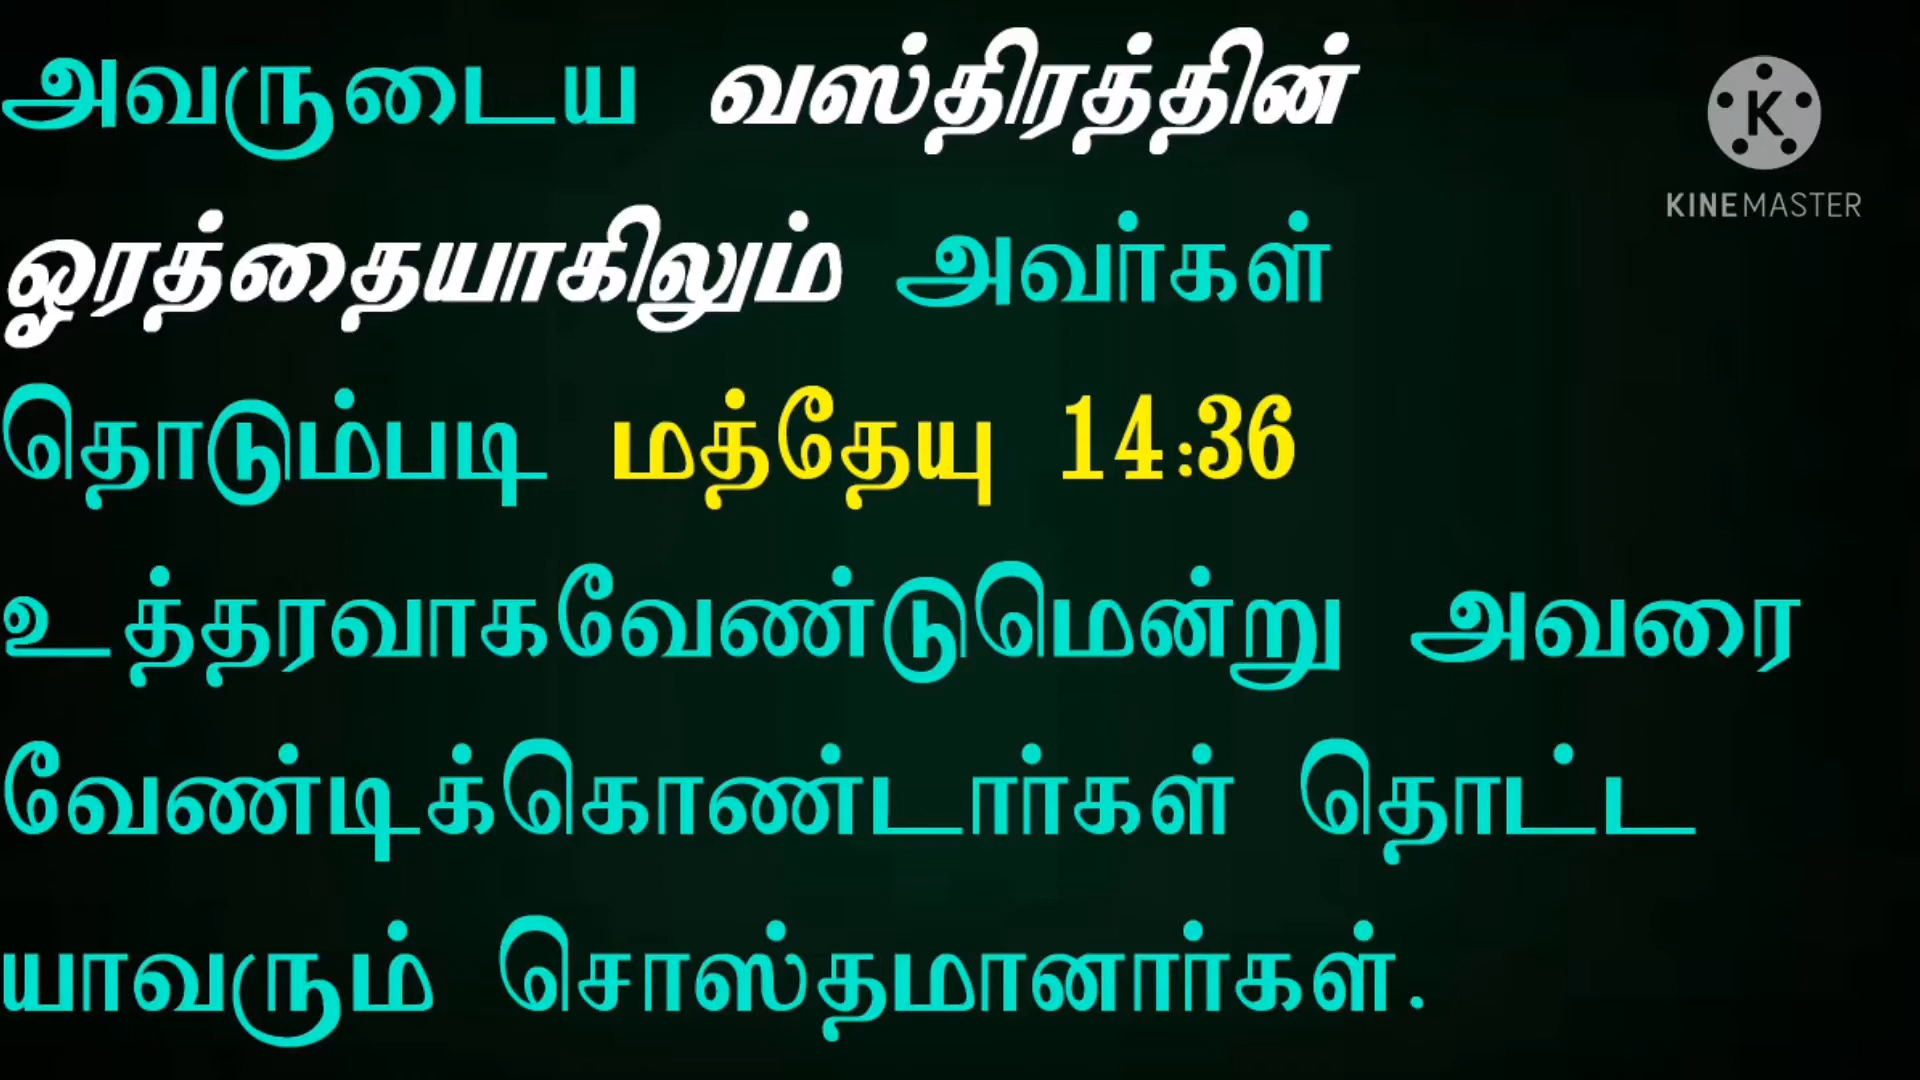 அவருடைய வஸ்திரத்தின்
ஓரத்தையாகிலும் அவர்கள்
தொடும்படி மத்தேயு 14:36
உத்தரவாகவேண்டுமென்று அவரை
வேண்டிக்கொண்டார்கள் தொட்ட
யாவரும் சொஸ்தமானார்கள்.
K
KINEMASTER